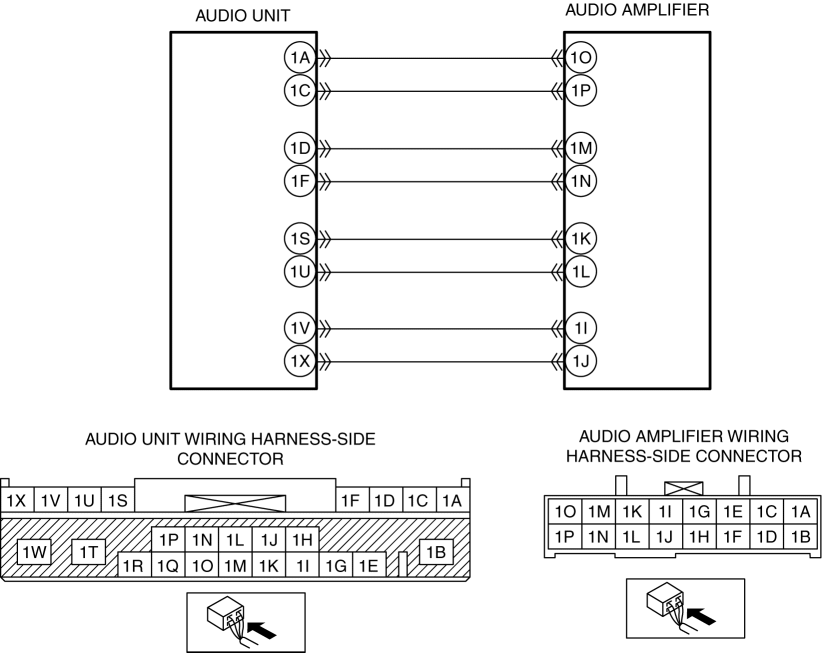 AUDIO UNIT
AUDIO AMPLIFIER
1A 1O
1C 1P
1D 1M
1F 1N
1S 1K
1U 1L
1V 1I
1X 1J
AUDIO UNIT WIRING HARNESS-SIDE
CONNECTOR
1X 1V 1U 1S 1F 1D 1C 1A
1P 1N 1L 1J 1H
1W 1T 1B
1R 1Q 1O 1M 1K 1I 1G 1E
AUDIO AMPLIFIER WIRING
HARNESS-SIDE CONNECTOR
1O 1M 1K 1I 1G 1E 1C 1A
1P 1N 1L 1J 1H 1F 1D 1B